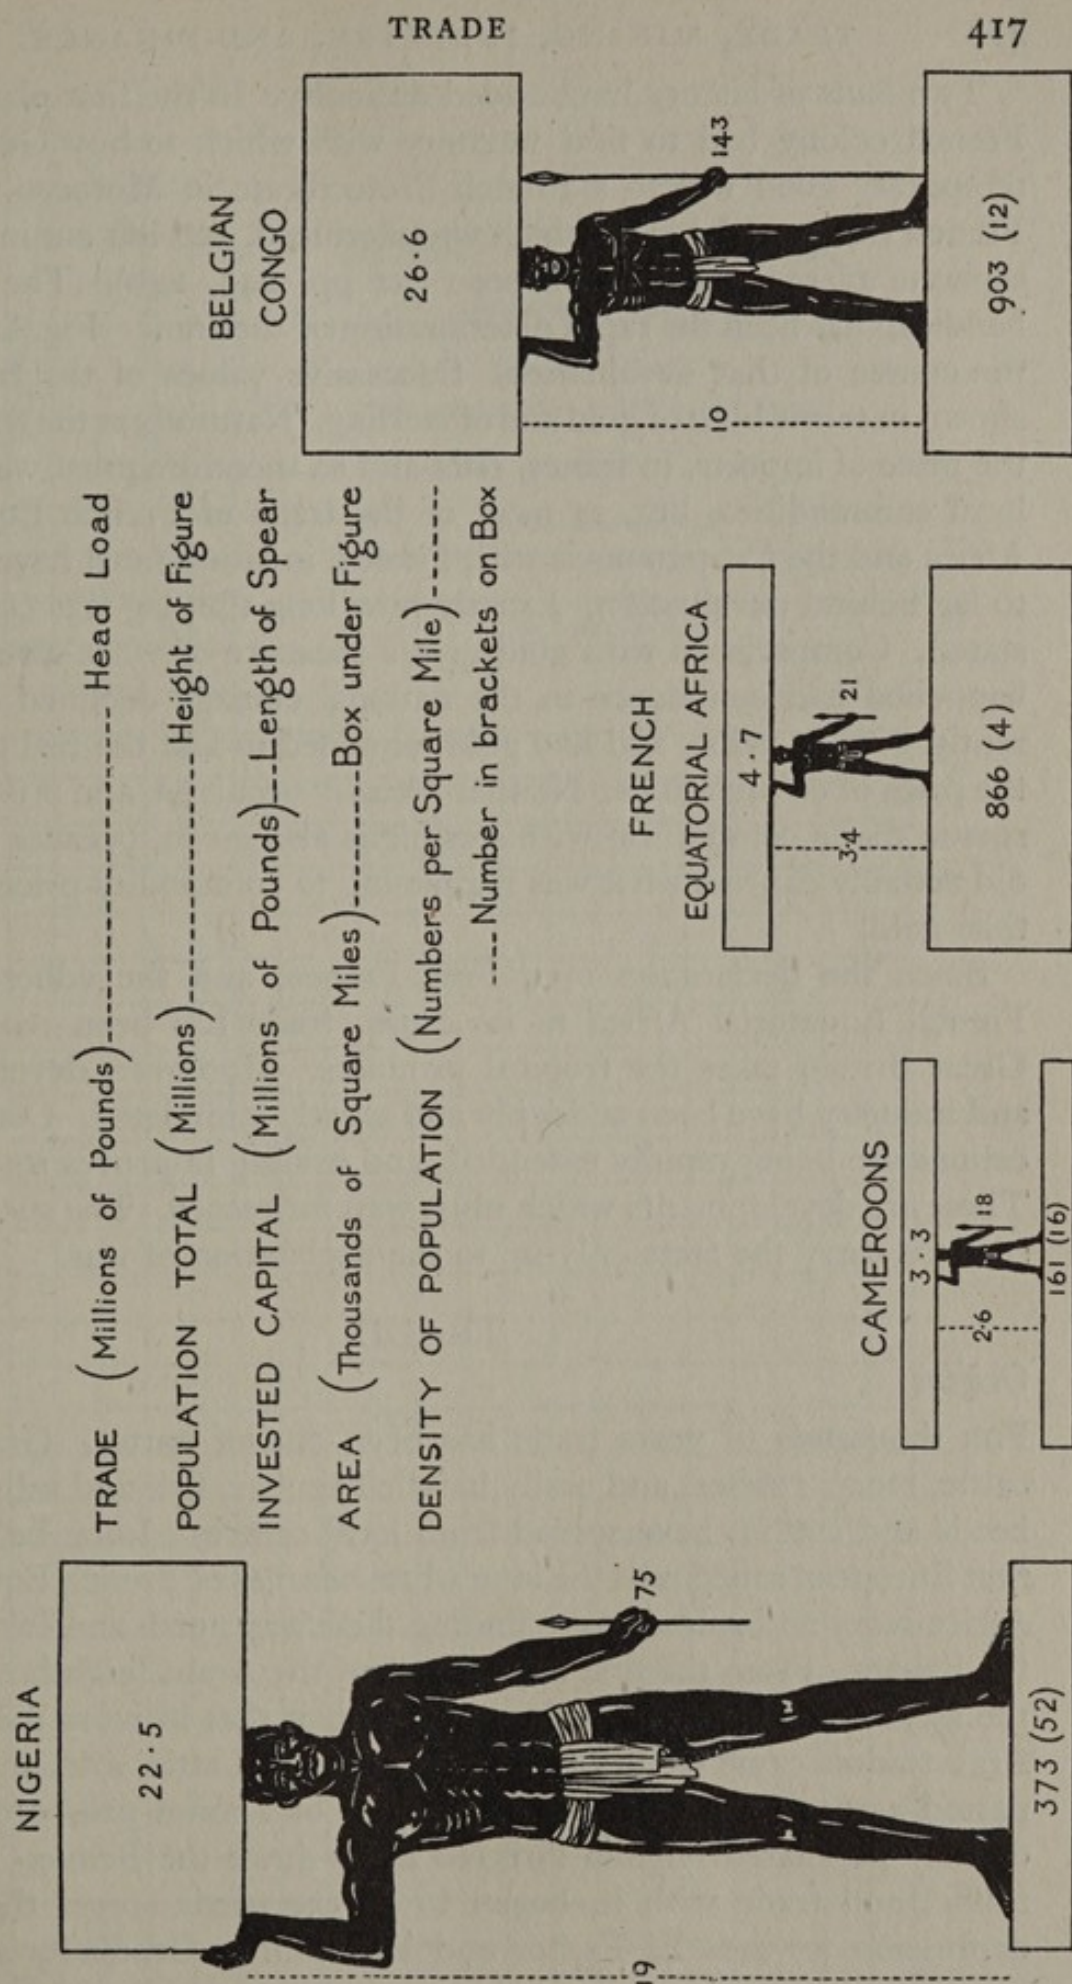 TRADE 417
NIGERIA
22·5
75
19
373 (52)
TRADE (Millions of Pounds)---------- Head Load
POPULATION TOTAL (Millions)---------- Height of Figure
INVESTED CAPITAL (Millions of Pounds)---Length of Spear
AREA (Thousands of Square Miles)--------Box under Figure
DENSITY OF POPULATION (Numbers per Square Mile)------
----Number in brackets on Box
CAMEROONS
3·3
18
2·6
161 (16)
FRENCH
EQUATORIAL AFRICA
4·7
21
3·4
866 (4)
BELGIAN
CONGO
26·6
143
10
903 (12)